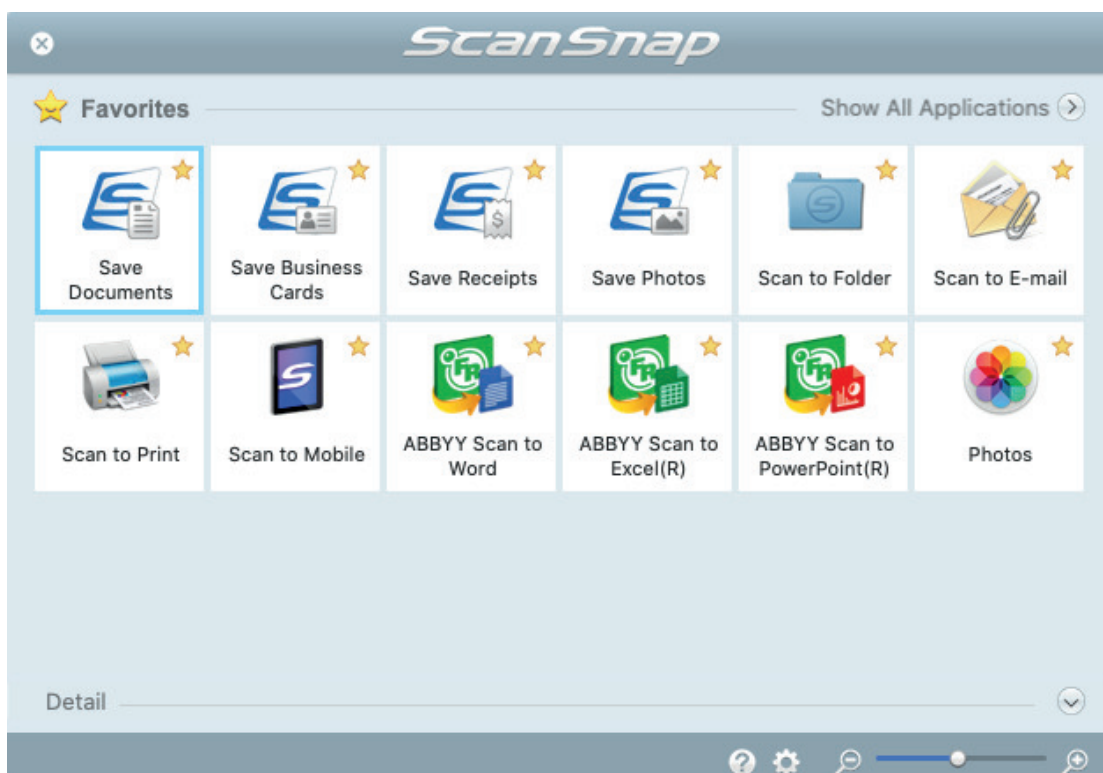 ScanSnap
Favorites
Show All Applications
Save
Documents
Save Business
Cards
Save Receipts
Save Photos
Scan to Folder
Scan to E-mail
Scan to Print
Scan to Mobile
ABBYY Scan to
Word
ABBYY Scan to
Excel(R)
ABBYY Scan to
PowerPoint(R)
Photos
Detail